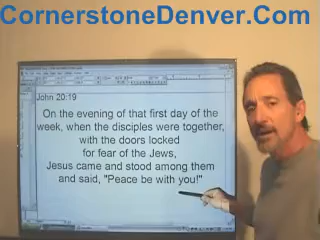 CornerstoneDenver.Com
John 20:19
On the evening of that first day of the
week, when the disciples were together,
with the doors locked
for fear of the Jews,
Jesus came and stood among them
and said, "Peace be with you!"